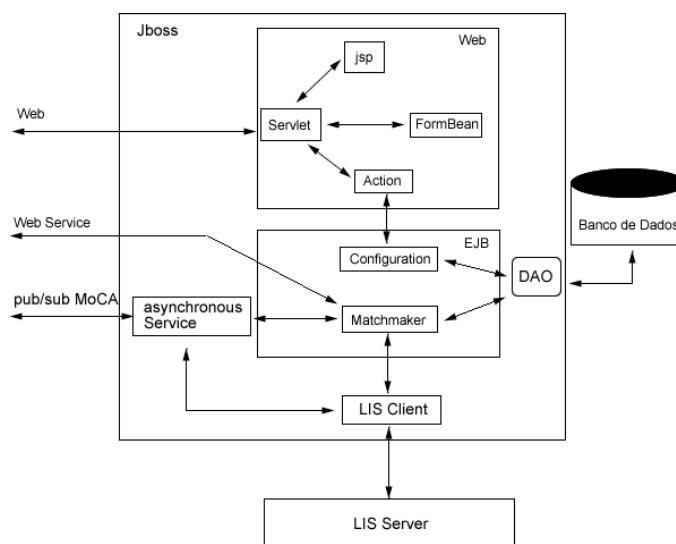 Jboss
Web
jsp
Web
Servlet
FormBean
Action
Web Service
EJB
Banco de Dados
Configuration
DAO
pub/sub MoCA
asynchronous
Service
Matchmaker
LIS Client
LIS Server